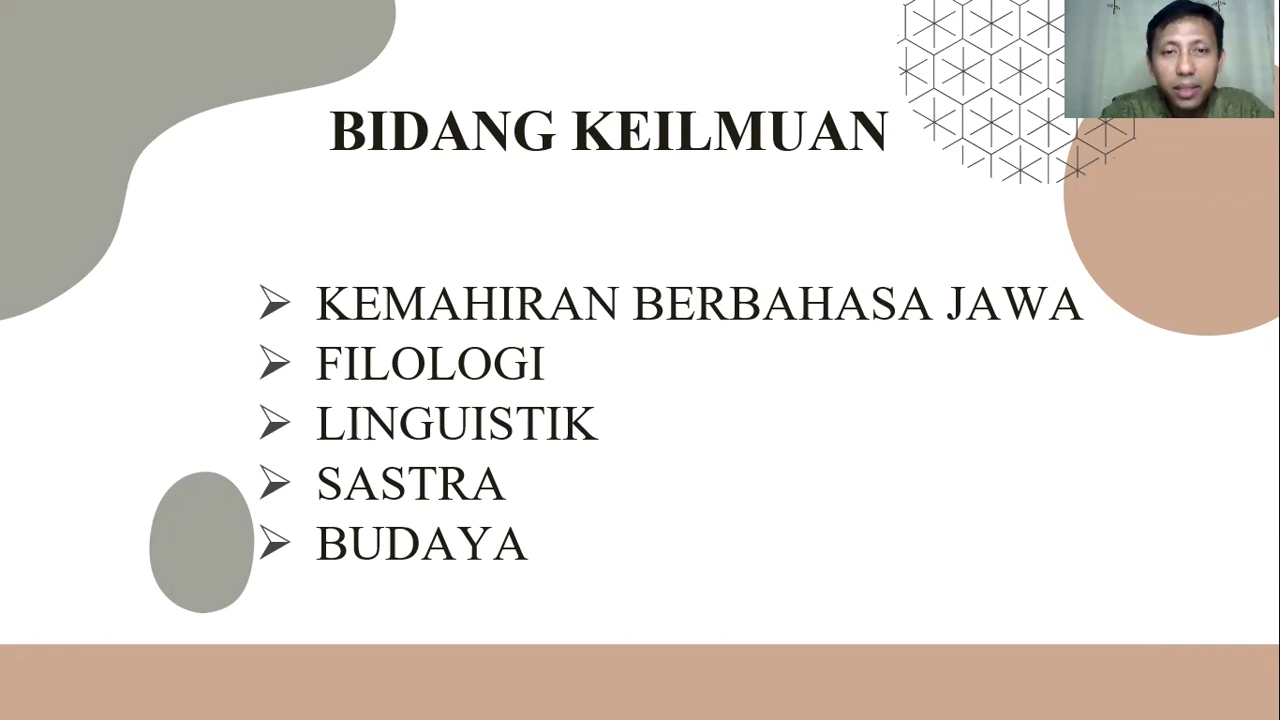 BIDANG KEILMUAN
KEMAHIRAN BERBAHASA JAWA
FILOLOGI
LINGUISTIK
SASTRA
BUDAYA